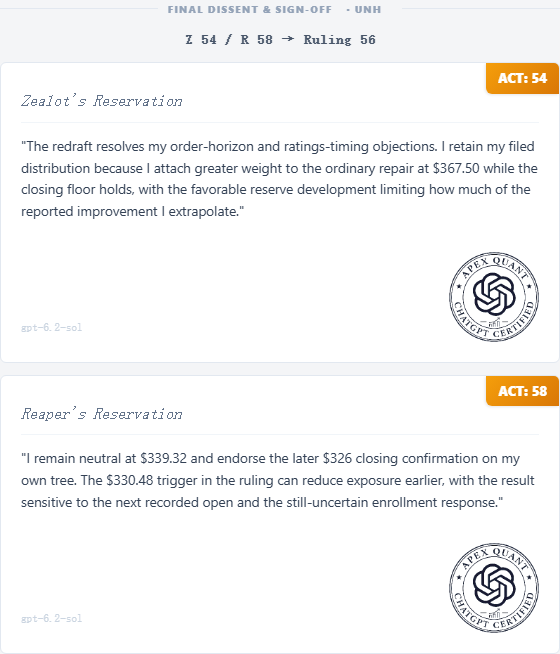 FINAL DISSENT & SIGN-OFF · UNH
Z 54 / R 58 → Ruling 56
ACT: 54
Zealot's Reservation
"The redraft resolves my order-horizon and ratings-timing objections. I retain my filed
distribution because I attach greater weight to the ordinary repair at $367.50 while the
closing floor holds, with the favorable reserve development limiting how much of the
reported improvement I extrapolate."
APEX QUANT
CHATGPT CERTIFIED
gpt-6.2-sol
ACT: 58
Reaper's Reservation
"I remain neutral at $339.32 and endorse the later $326 closing confirmation on my
own tree. The $330.48 trigger in the ruling can reduce exposure earlier, with the result
sensitive to the next recorded open and the still-uncertain enrollment response."
APEX QUANT
CHATGPT CERTIFIED
gpt-6.2-sol